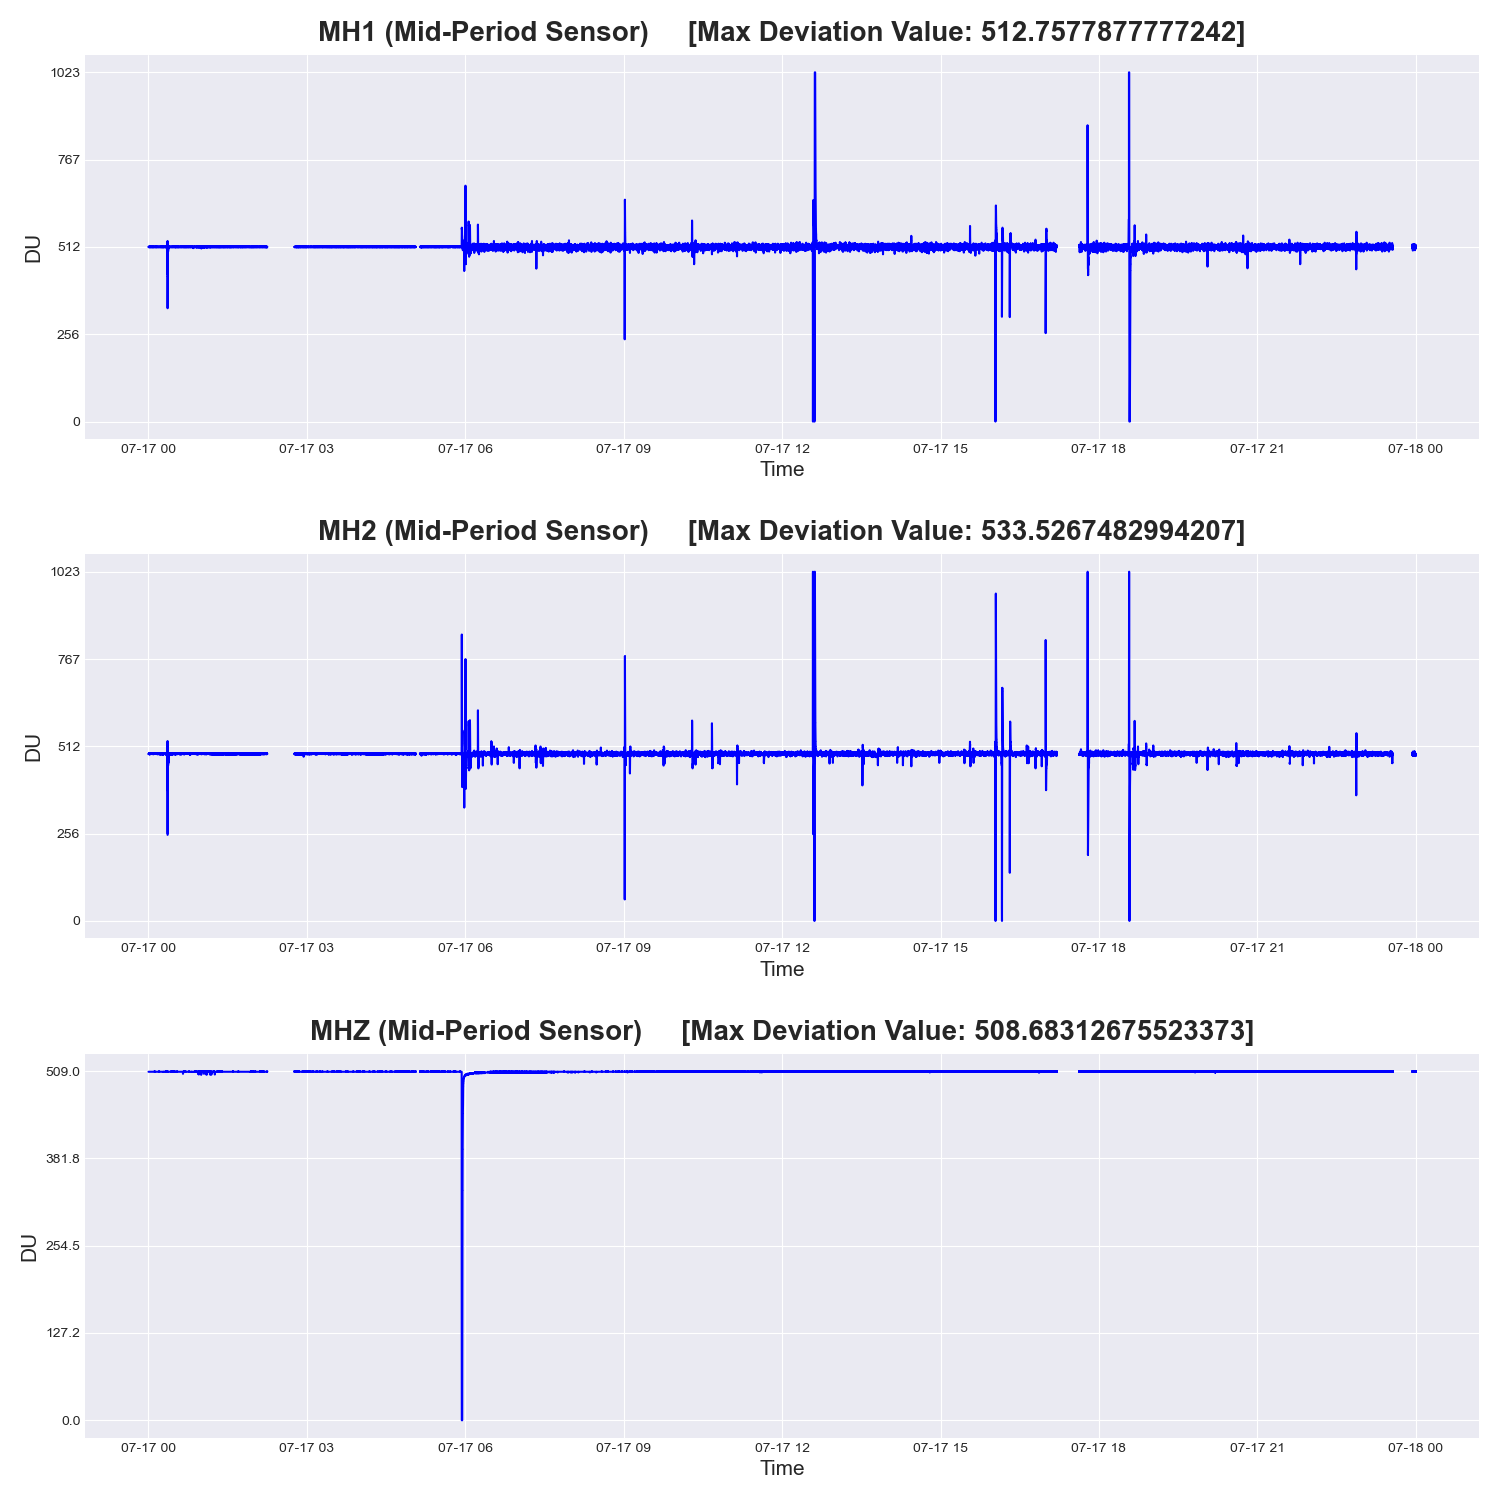 MH1 (Mid-Period Sensor) [Max Deviation Value: 512.7577877777242]
1023
767
512
256
0
DU
07-17 00 07-17 03 07-17 06 07-17 09 07-17 12 07-17 15 07-17 18 07-17 21 07-18 00
Time
MH2 (Mid-Period Sensor) [Max Deviation Value: 533.5267482994207]
1023
767
512
256
0
DU
07-17 00 07-17 03 07-17 06 07-17 09 07-17 12 07-17 15 07-17 18 07-17 21 07-18 00
Time
MHZ (Mid-Period Sensor) [Max Deviation Value: 508.68312675523373]
509.0
381.8
254.5
127.2
0.0
DU
07-17 00 07-17 03 07-17 06 07-17 09 07-17 12 07-17 15 07-17 18 07-17 21 07-18 00
Time